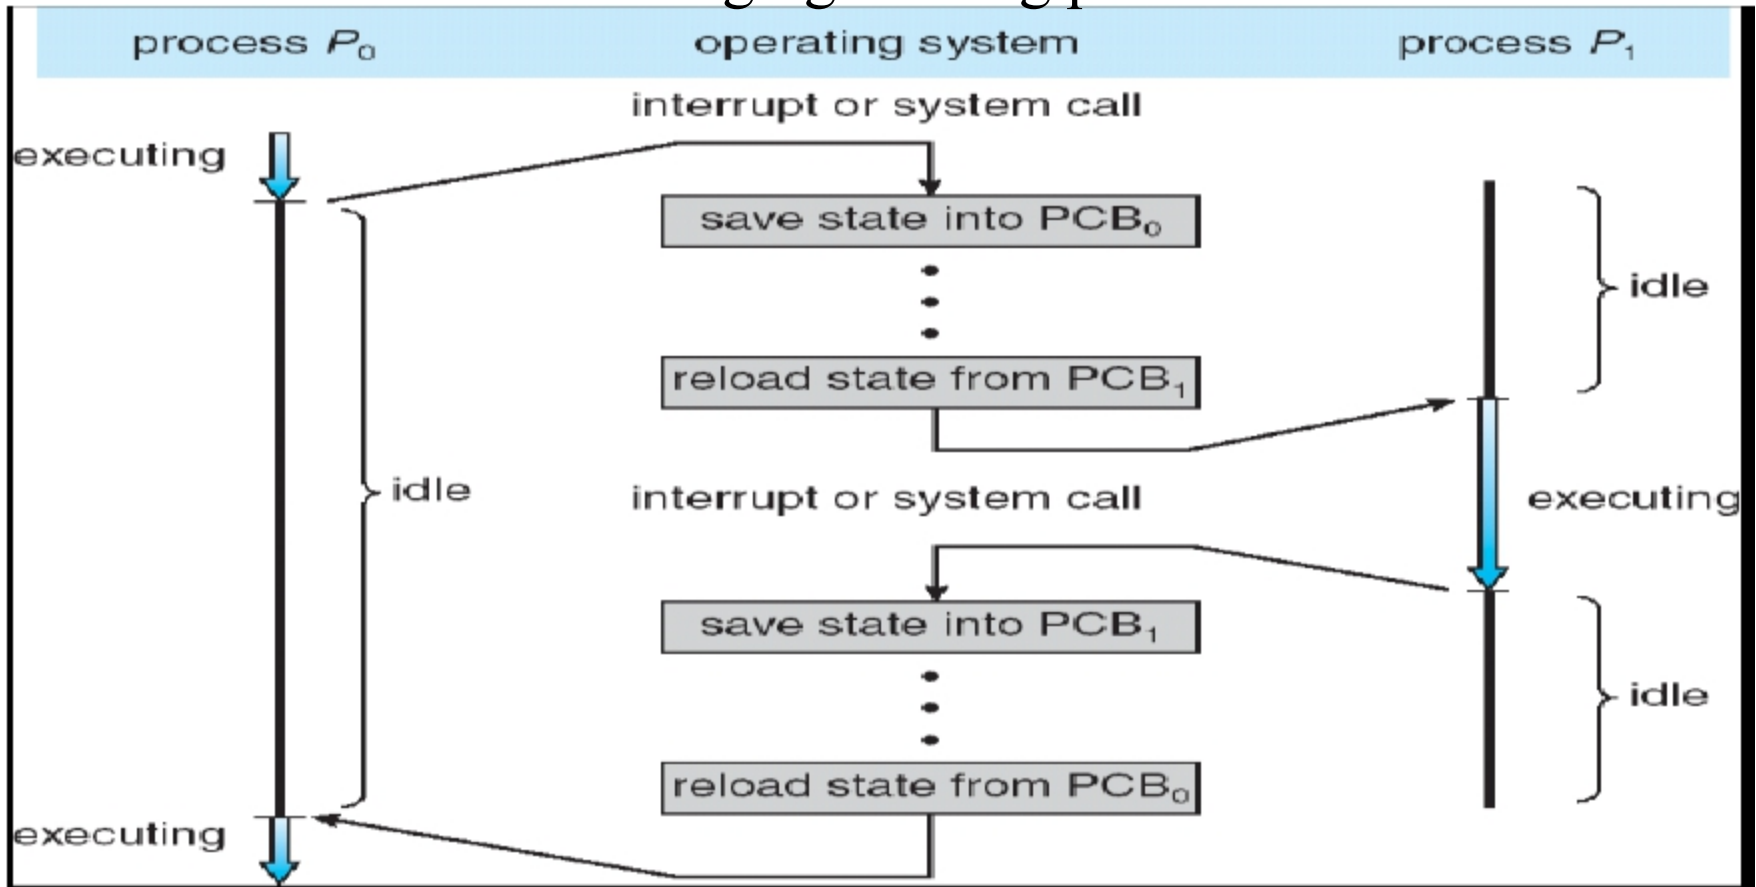 process P₀ operating system process P₁
interrupt or system call
executing
save state into PCB₀
idle
reload state from PCB₁
idle
interrupt or system call
executing
save state into PCB₁
idle
reload state from PCB₀
executing